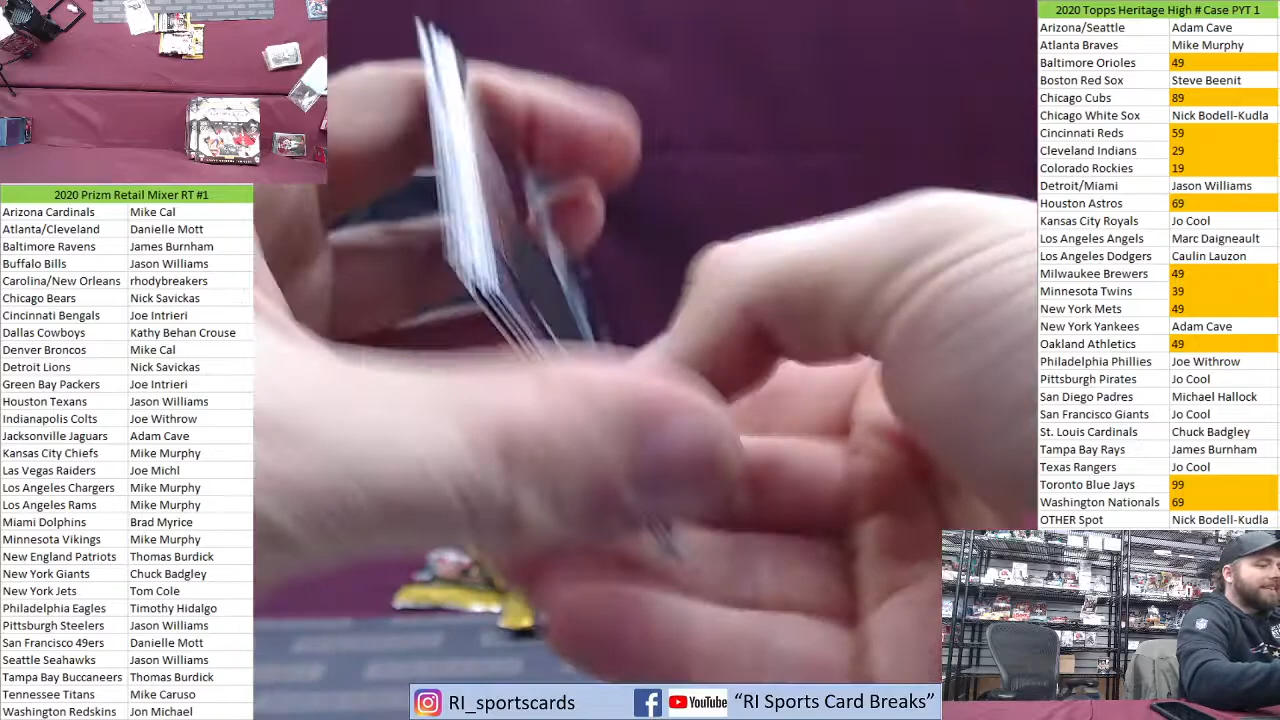 2020 Prizm Retail Mixer RT #1
Arizona Cardinals Mike Cal
Atlanta/Cleveland Danielle Mott
Baltimore Ravens James Burnham
Buffalo Bills Jason Williams
Carolina/New Orleans rhodybreakers
Chicago Bears Nick Savickas
Cincinnati Bengals Joe Intrieri
Dallas Cowboys Kathy Behan Crouse
Denver Broncos Mike Cal
Detroit Lions Nick Savickas
Green Bay Packers Joe Intrieri
Houston Texans Jason Williams
Indianapolis Colts Joe Withrow
Jacksonville Jaguars Adam Cave
Kansas City Chiefs Mike Murphy
Las Vegas Raiders Joe Michl
Los Angeles Chargers Mike Murphy
Los Angeles Rams Mike Murphy
Miami Dolphins Brad Myrice
Minnesota Vikings Mike Murphy
New England Patriots Thomas Burdick
New York Giants Chuck Badgley
New York Jets Tom Cole
Philadelphia Eagles Timothy Hidalgo
Pittsburgh Steelers Jason Williams
San Francisco 49ers Danielle Mott
Seattle Seahawks Jason Williams
Tampa Bay Buccaneers Thomas Burdick
Tennessee Titans Mike Caruso
Washington Redskins Jon Michael
2020 Topps Heritage High # Case PYT 1
Arizona/Seattle Adam Cave
Atlanta Braves Mike Murphy
Baltimore Orioles 49
Boston Red Sox Steve Beenit
Chicago Cubs 89
Chicago White Sox Nick Bodell-Kudla
Cincinnati Reds 59
Cleveland Indians 29
Colorado Rockies 19
Detroit/Miami Jason Williams
Houston Astros 69
Kansas City Royals Jo Cool
Los Angeles Angels Marc Daigneault
Los Angeles Dodgers Caulin Lauzon
Milwaukee Brewers 49
Minnesota Twins 39
New York Mets 49
New York Yankees Adam Cave
Oakland Athletics 49
Philadelphia Phillies Joe Withrow
Pittsburgh Pirates Jo Cool
San Diego Padres Michael Hallock
San Francisco Giants Jo Cool
St. Louis Cardinals Chuck Badgley
Tampa Bay Rays James Burnham
Texas Rangers Jo Cool
Toronto Blue Jays 99
Washington Nationals 69
OTHER Spot Nick Bodell-Kudla
RI_sportscards YouTube “RI Sports Card Breaks”